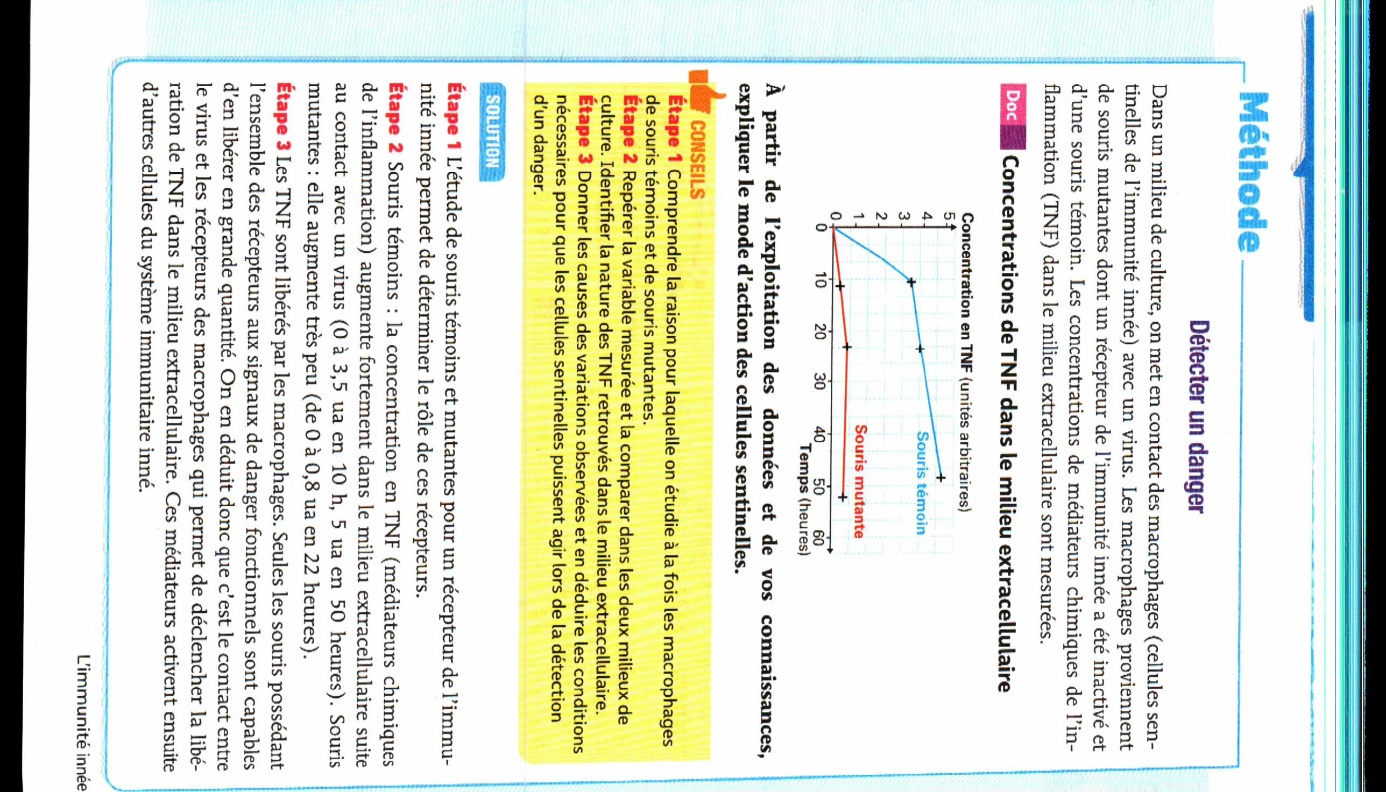 Méthode
Détecter un danger
Dans un milieu de culture, on met en contact des macrophages (cellules sen-
tinelles de l'immunité innée) avec un virus. Les macrophages proviennent
de souris mutantes dont un récepteur de l'immunité innée a été inactivé et
d'une souris témoin. Les concentrations de médiateurs chimiques de l'in-
flammation (TNF) dans le milieu extracellulaire sont mesurées.
Doc Concentrations de TNF dans le milieu extracellulaire
Concentration en TNF (unités arbitraires)
5
4
3
2
1
0
Souris témoin
Souris mutante
0 10 20 30 40 50 60
Temps (heures)
À partir de l'exploitation des données et de vos connaissances,
expliquer le mode d'action des cellules sentinelles.
CONSEILS
Étape 1 Comprendre la raison pour laquelle on étudie à la fois les macrophages
de souris témoins et de souris mutantes.
Étape 2 Repérer la variable mesurée et la comparer dans les deux milieux de
culture. Identifier la nature des TNF retrouvés dans le milieu extracellulaire.
Étape 3 Donner les causes des variations observées et en déduire les conditions
nécessaires pour que les cellules sentinelles puissent agir lors de la détection
d'un danger.
SOLUTION
Étape 1 L'étude de souris témoins et mutantes pour un récepteur de l'immu-
nité innée permet de déterminer le rôle de ces récepteurs.
Étape 2 Souris témoins : la concentration en TNF (médiateurs chimiques
de l'inflammation) augmente fortement dans le milieu extracellulaire suite
au contact avec un virus (0 à 3,5 ua en 10 h, 5 ua en 50 heures). Souris
mutantes : elle augmente très peu (de 0 à 0,8 ua en 22 heures).
Étape 3 Les TNF sont libérés par les macrophages. Seules les souris possédant
l'ensemble des récepteurs aux signaux de danger fonctionnels sont capables
d'en libérer en grande quantité. On en déduit donc que c'est le contact entre
le virus et les récepteurs des macrophages qui permet de déclencher la libé-
ration de TNF dans le milieu extracellulaire. Ces médiateurs activent ensuite
d'autres cellules du système immunitaire inné.
L'immunité innée